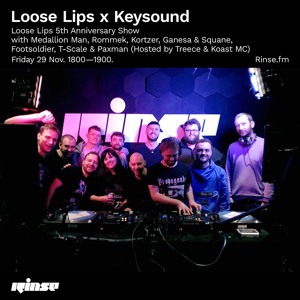 Loose Lips x Keysound
Loose Lips 5th Anniversary Show
with Medallion Man, Rommek, Kortzer, Ganesa & Squane,
Footsoldier, T-Scale & Paxman (Hosted by Treece & Koast MC)
Friday 29 Nov. 1800—1900.
Rinse.fm
rinse
rinse